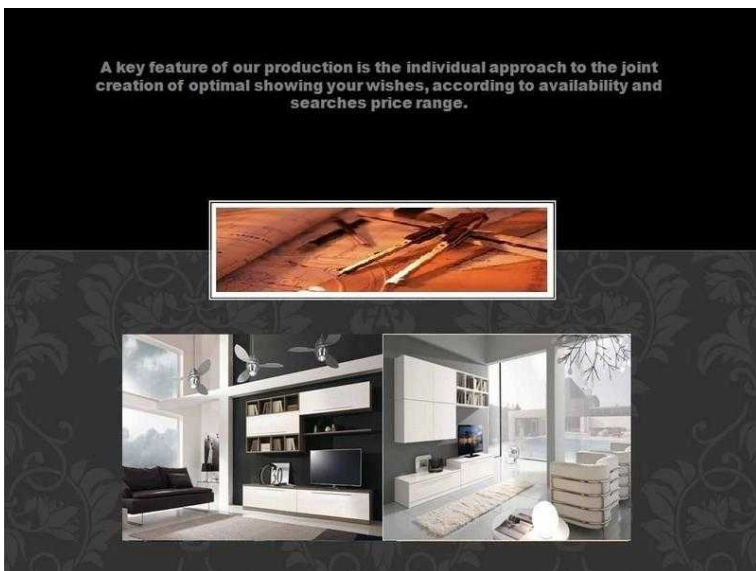 A key feature of our production is the individual approach to the joint
creation of optimal showing your wishes, according to availability and
searches price range.